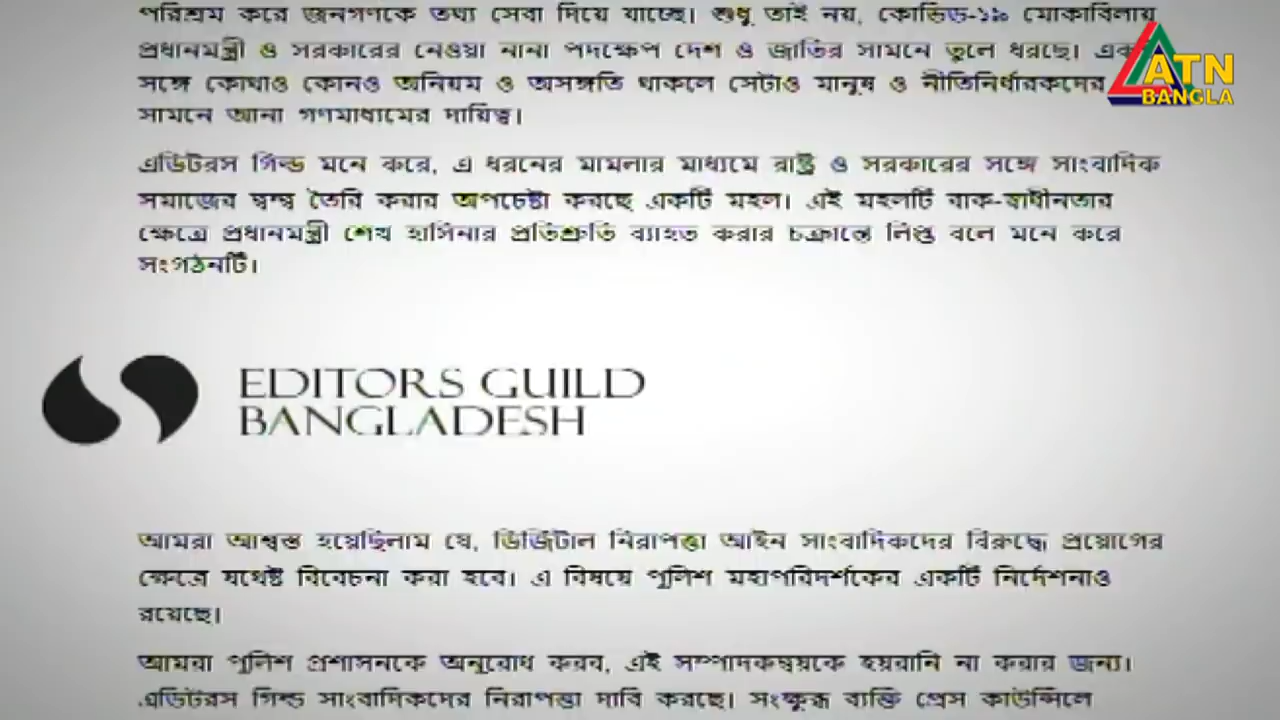 পরিশ্রম করে জনগণকে তথ্য সেবা দিয়ে যাচ্ছে। শুধু তাই নয়, কোভিড-১৯ মোকাবিলায়
প্রধানমন্ত্রী ও সরকারের নেওয়া নানা পদক্ষেপ দেশ ও জাতির সামনে তুলে ধরছে।
সঙ্গে কোথাও কোনও অনিয়ম ও অসঙ্গতি থাকলে সেটাও মানুষ ও নীতিনির্ধারকদের
সামনে আনা গণমাধ্যমের দায়িত্ব।
ATN
BANGLA
এডিটরস গিল্ড মনে করে, এ ধরনের মামলার মাধ্যমে রাষ্ট্র ও সরকারের সঙ্গে সাংবাদিক
সমাজের দ্বন্দ্ব তৈরি করার অপচেষ্টা করছে একটি মহল। এই মহলটি বাক-স্বাধীনতার
ক্ষেত্রে প্রধানমন্ত্রী শেখ হাসিনার প্রতিশ্রুতি ব্যাহত করার চক্রান্তে লিপ্ত বলে মনে করে
সংগঠনটি।
EDITORS GUILD
BANGLADESH
আমরা আশ্বস্ত হয়েছিলাম যে, ডিজিটাল নিরাপত্তা আইন সাংবাদিকদের বিরুদ্ধে প্রয়োগের
ক্ষেত্রে যথেষ্ট বিবেচনা করা হবে। এ বিষয়ে পুলিশ মহাপরিদর্শকের একটি নির্দেশনাও
রয়েছে।
আমরা পুলিশ প্রশাসনকে অনুরোধ করব, এই সম্পাদকদ্বয়কে হয়রানি না করার জন্য।
এডিটরস গিল্ড সাংবাদিকদের নিরাপত্তা দাবি করছে। সংক্ষুব্ধ ব্যক্তি প্রেস কাউন্সিলে